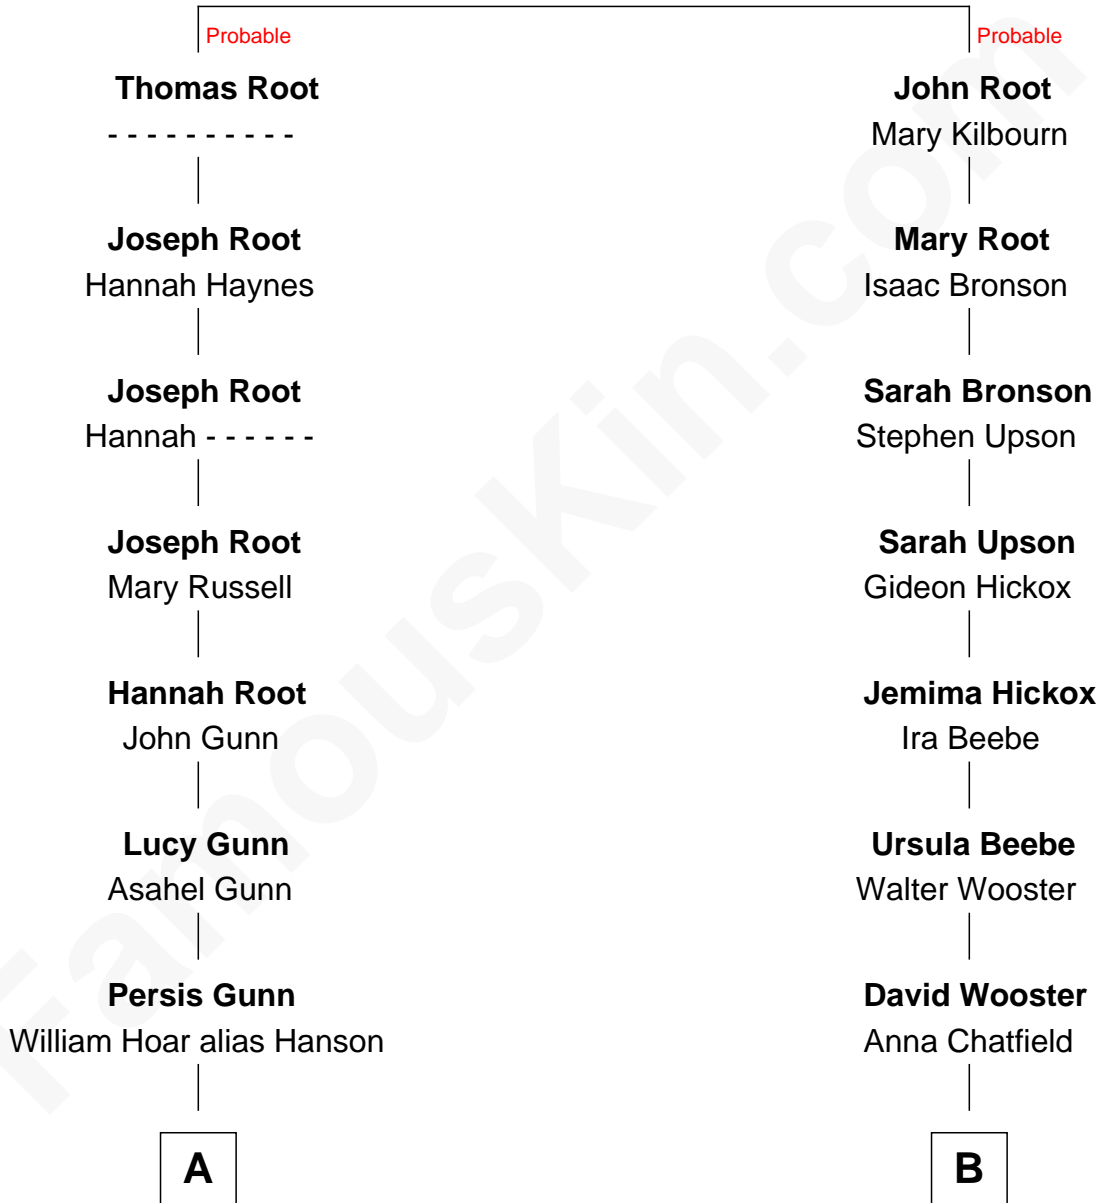 Probable
Thomas Root
- - - - - - - - - -
Joseph Root
Hannah Haynes
Joseph Root
Hannah - - - - - -
Joseph Root
Mary Russell
Hannah Root
John Gunn
Lucy Gunn
Asahel Gunn
Persis Gunn
William Hoar alias Hanson
A
Probable
John Root
Mary Kilbourn
Mary Root
Isaac Bronson
Sarah Bronson
Stephen Upson
Sarah Upson
Gideon Hickox
Jemima Hickox
Ira Beebe
Ursula Beebe
Walter Wooster
David Wooster
Anna Chatfield
B
FamousKin.com